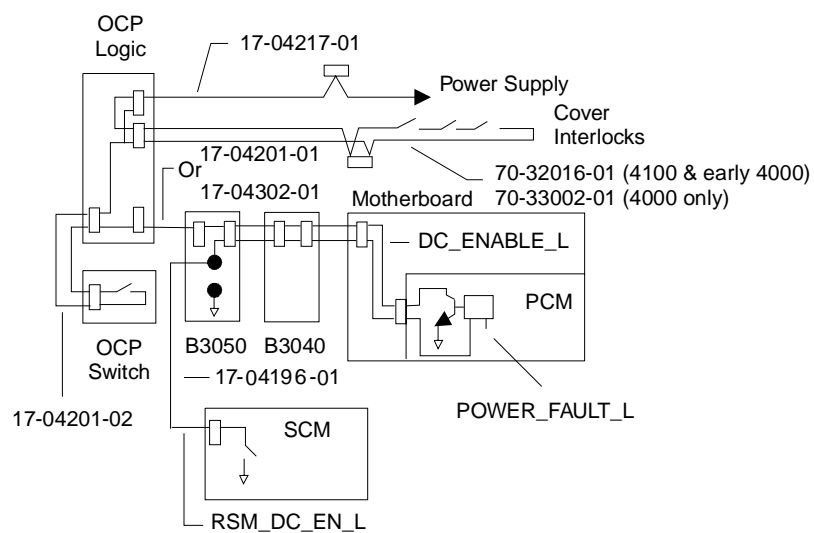 OCP
Logic
17-04217-01
Power Supply
Cover
Interlocks
17-04201-01
Or
17-04302-01
70-32016-01 (4100 & early 4000)
70-33002-01 (4000 only)
Motherboard
DC_ENABLE_L
PCM
OCP
Switch
B3050
B3040
17-04196-01
17-04201-02
POWER_FAULT_L
SCM
RSM_DC_EN_L